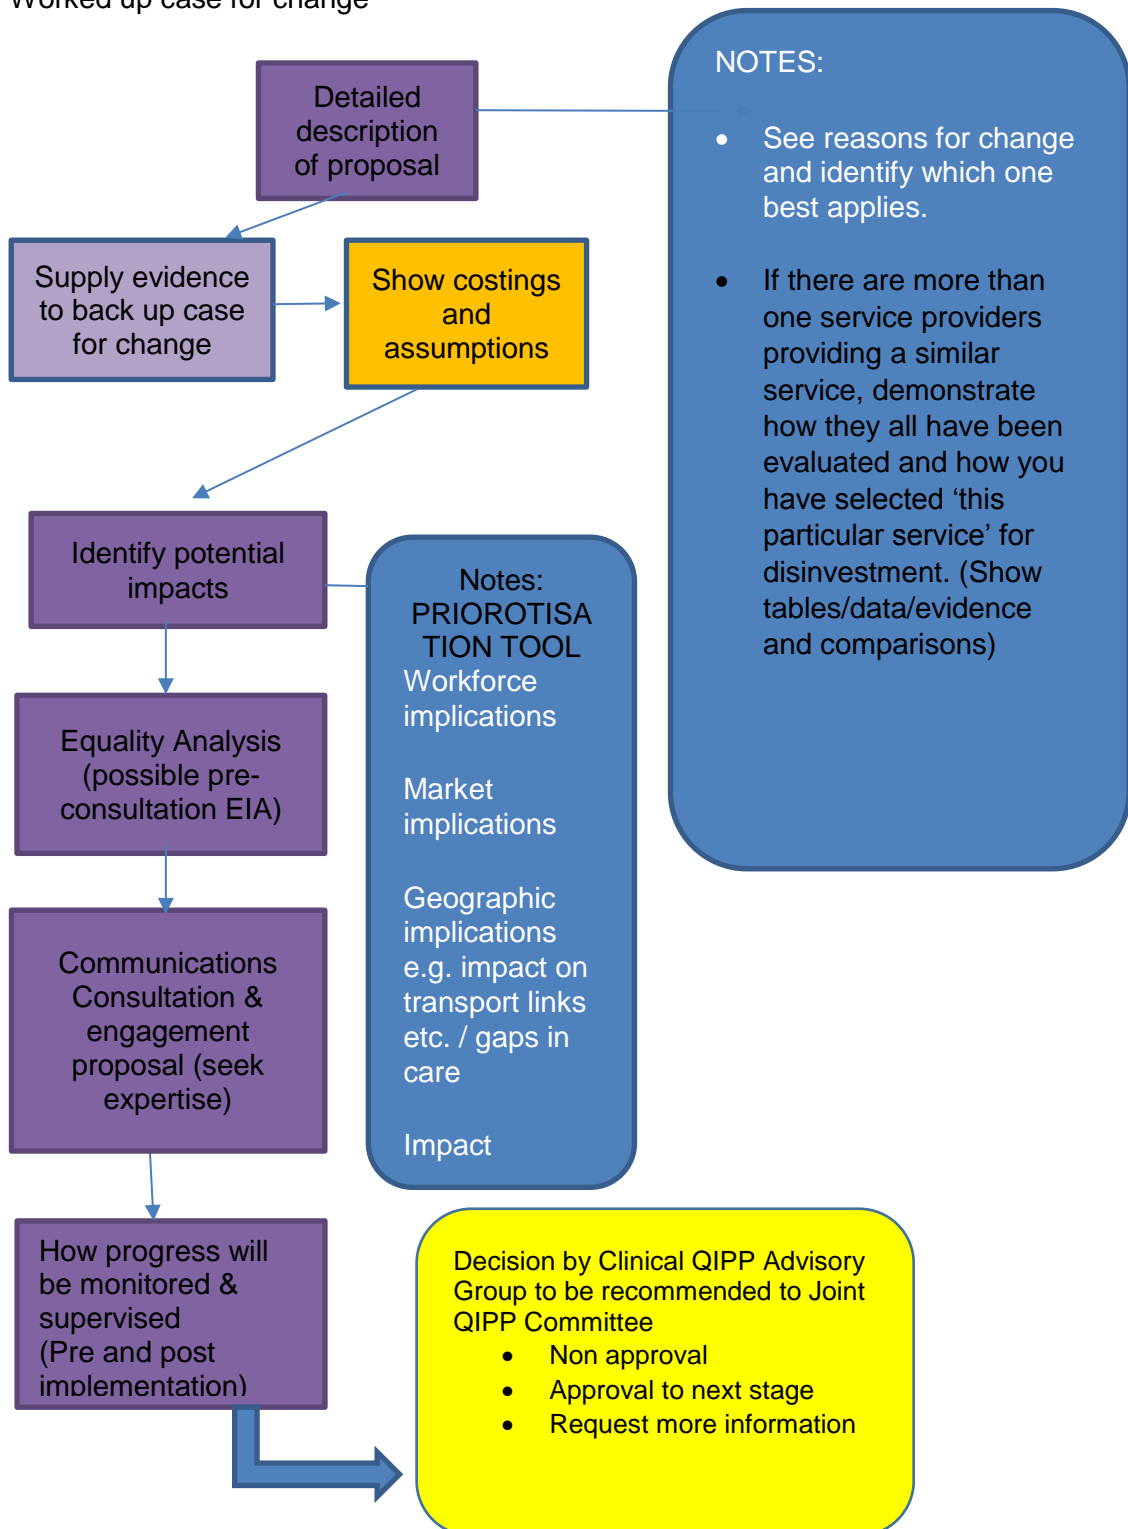 Worked up case for change
Detailed
description
of proposal
NOTES:
• See reasons for change
and identify which one
best applies.
• If there are more than
one service providers
providing a similar
service, demonstrate
how they all have been
evaluated and how you
have selected ‘this
particular service’ for
disinvestment. (Show
tables/data/evidence
and comparisons)
Supply evidence
to back up case
for change
Show costings
and
assumptions
Identify potential
impacts
Notes:
PRIOROTISA
TION TOOL
Workforce
implications
Market
implications
Geographic
implications
e.g. impact on
transport links
etc. / gaps in
care
Impact
Equality Analysis
(possible pre-
consultation EIA)
Communications
Consultation &
engagement
proposal (seek
expertise)
How progress will
be monitored &
supervised
(Pre and post
implementation)
Decision by Clinical QIPP Advisory
Group to be recommended to Joint
QIPP Committee
• Non approval
• Approval to next stage
• Request more information